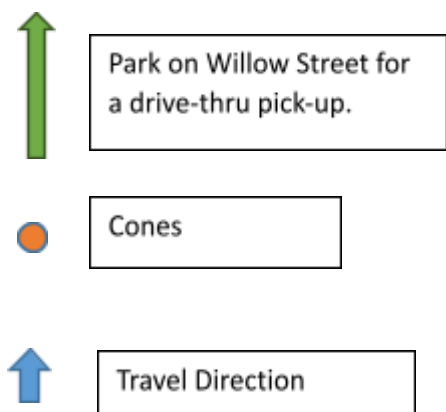 Park on Willow Street for
a drive-thru pick-up.
Cones
Travel Direction